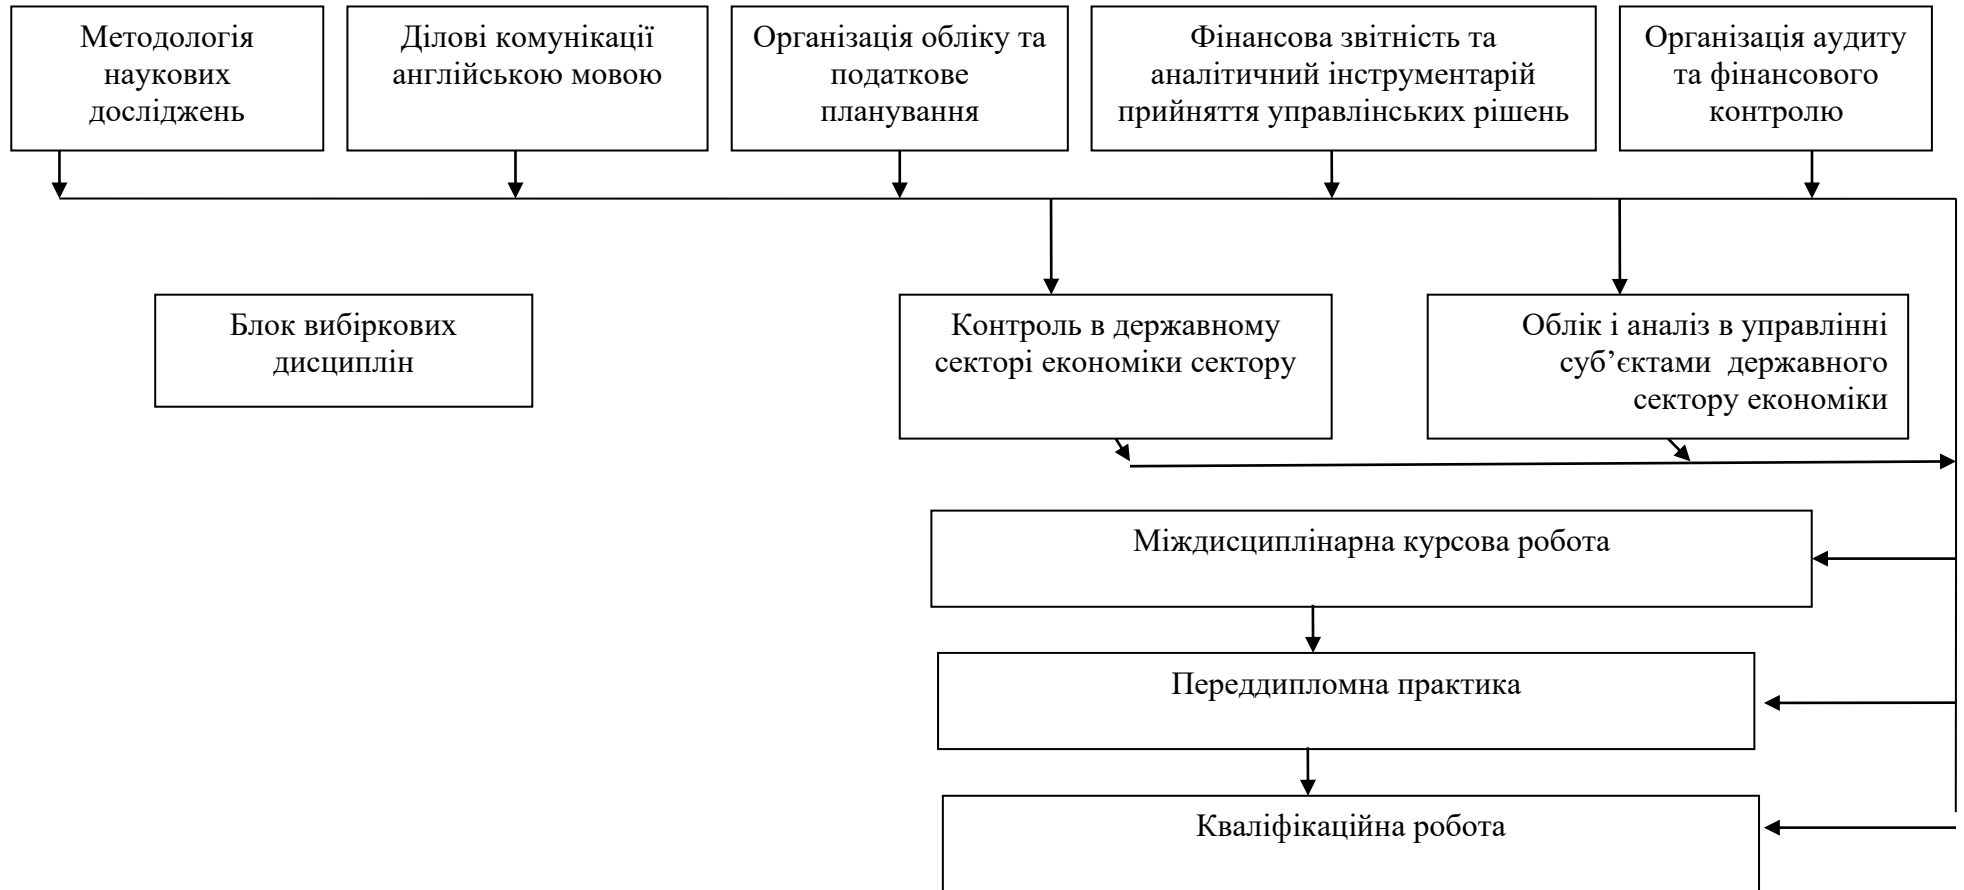 Методологія
наукових
досліджень
Ділові комунікації
англійською мовою
Організація обліку та
податкове
планування
Фінансова звітність та
аналітичний інструментарій
прийняття управлінських рішень
Організація аудиту
та фінансового
контролю
Блок вибіркових
дисциплін
Контроль в державному
секторі економіки сектору
Облік і аналіз в управлінні
суб’єктами державного
сектору економіки
Міждисциплінарна курсова робота
Переддипломна практика
Кваліфікаційна робота